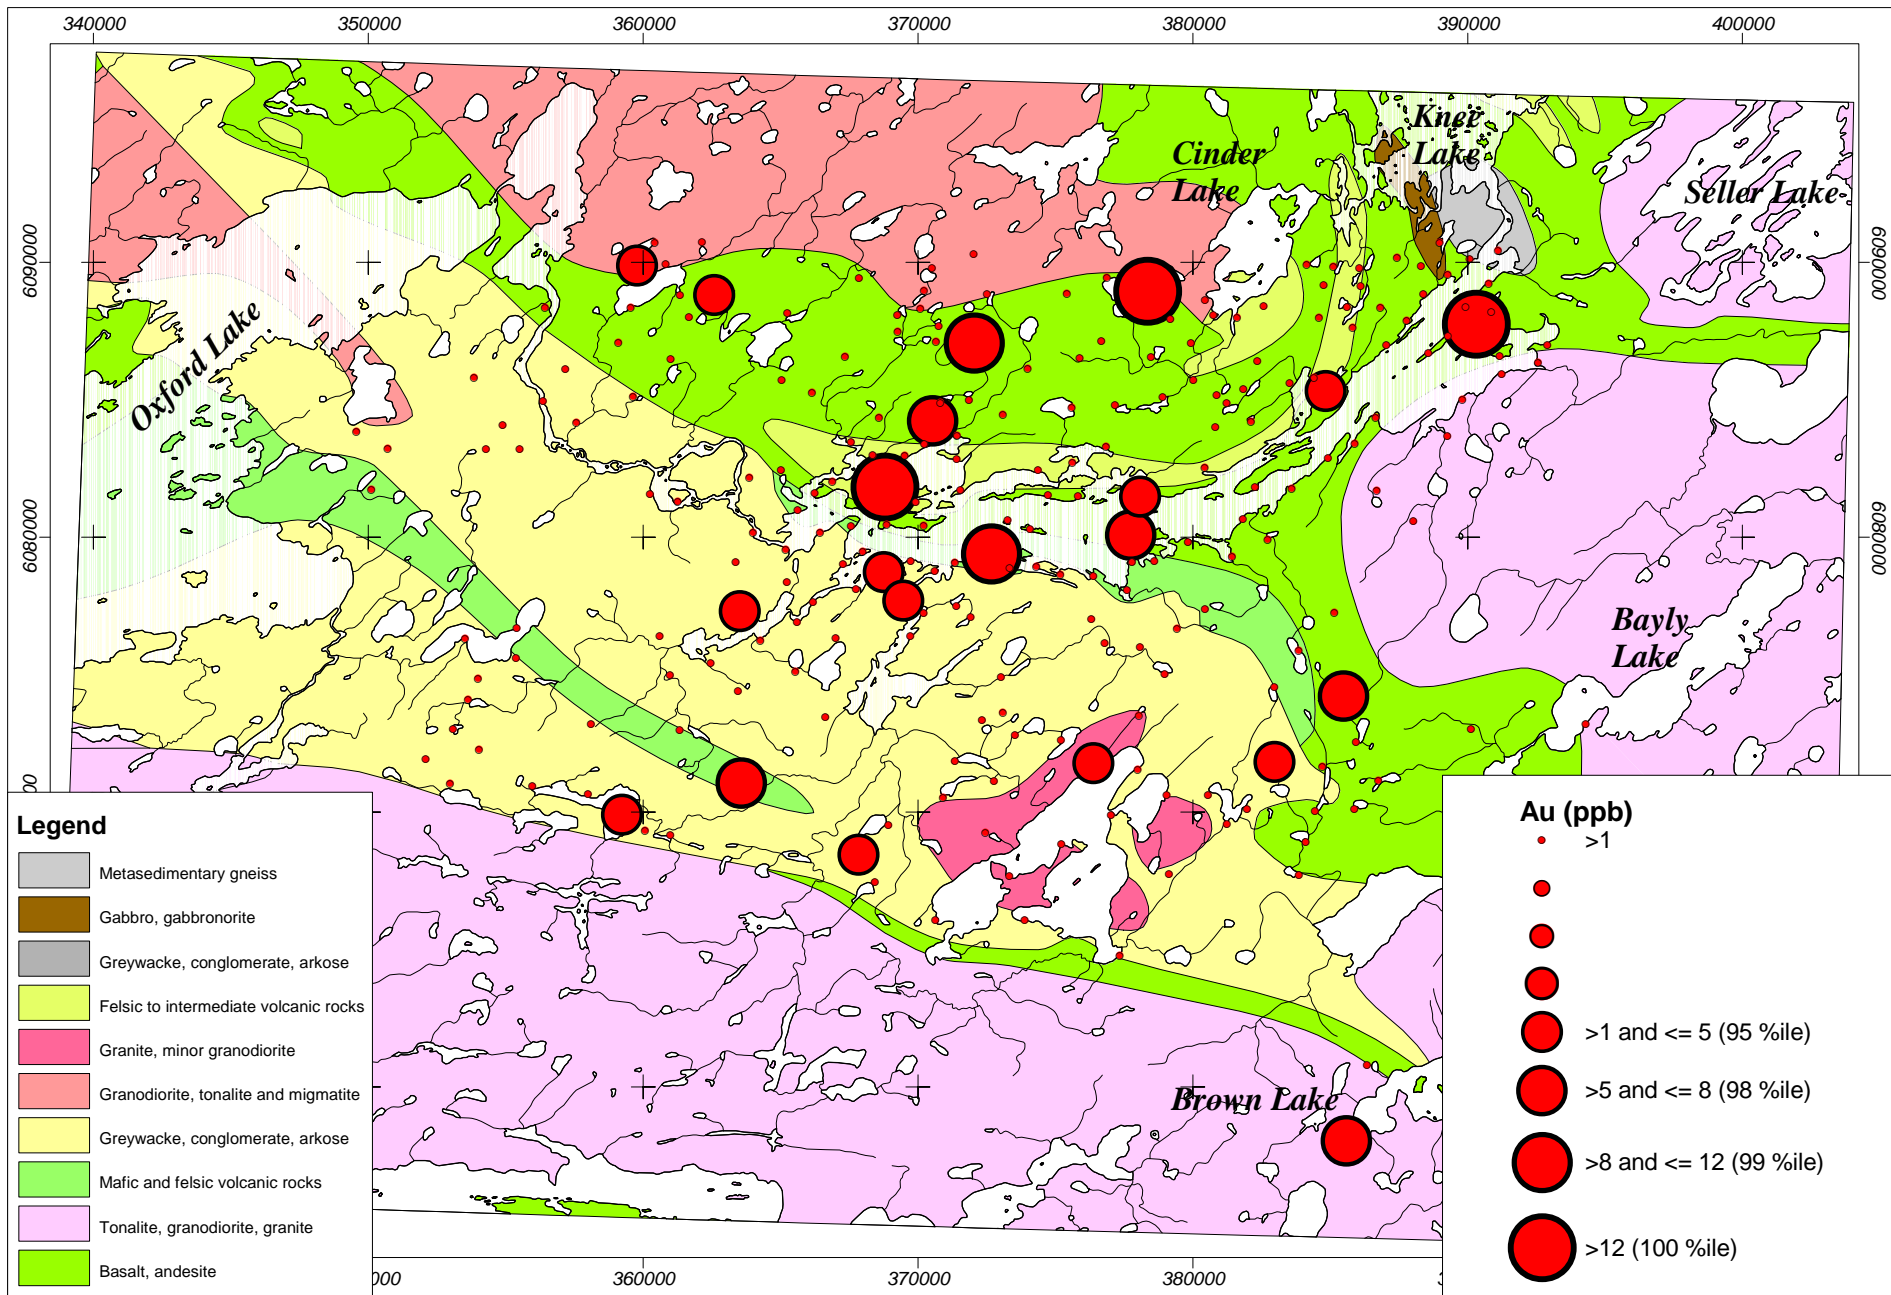 340000 350000 360000 370000 380000 390000 400000
6090000
6090000
Knee
Lake
Cinder
Lake
Seller Lake
Oxford Lake
6080000
6080000
Bayly
Lake
Brown Lake
Legend
Metasedimentary gneiss
Gabbro, gabbronorite
Greywacke, conglomerate, arkose
Felsic to intermediate volcanic rocks
Granite, minor granodiorite
Granodiorite, tonalite and migmatite
Greywacke, conglomerate, arkose
Mafic and felsic volcanic rocks
Tonalite, granodiorite, granite
Basalt, andesite
Au (ppb)
>1
>1 and <= 5 (95 %ile)
>5 and <= 8 (98 %ile)
>8 and <= 12 (99 %ile)
>12 (100 %ile)
360000 370000 380000